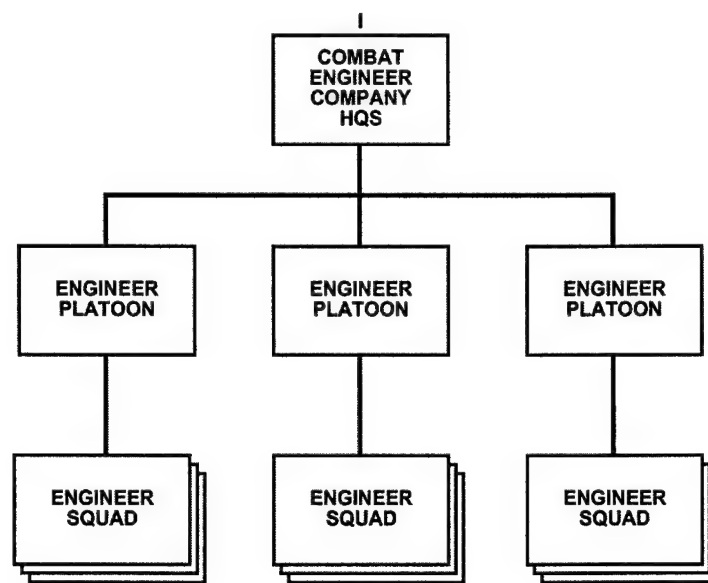 I
COMBAT
ENGINEER
COMPANY
HQS
ENGINEER
PLATOON
ENGINEER
PLATOON
ENGINEER
PLATOON
ENGINEER
SQUAD
ENGINEER
SQUAD
ENGINEER
SQUAD